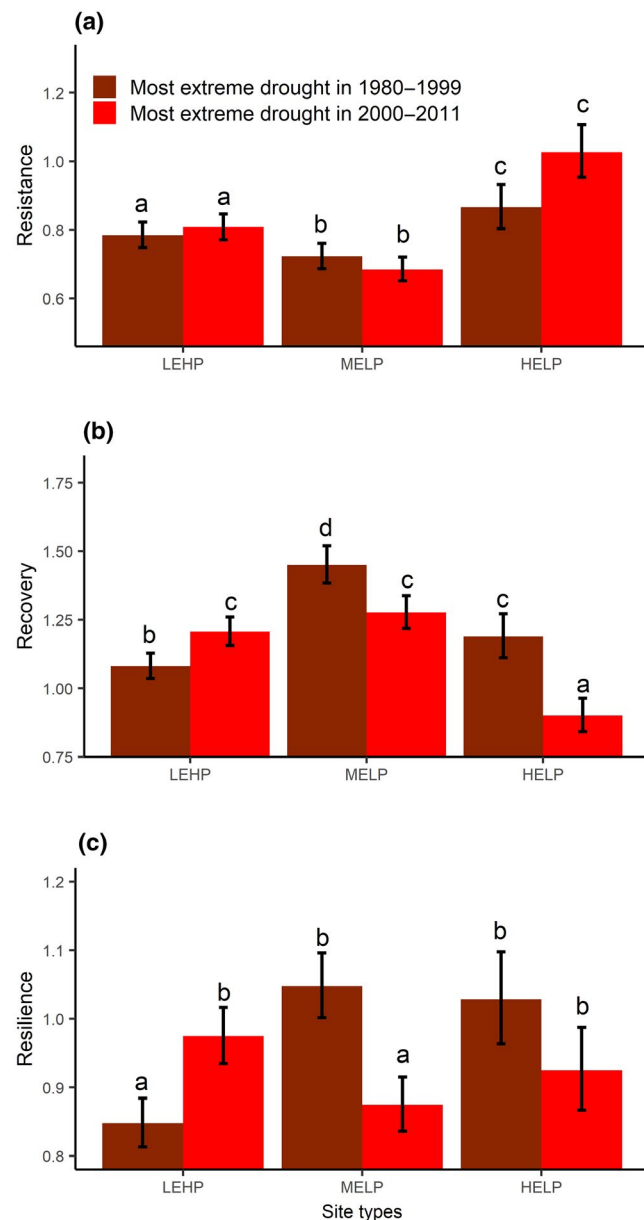 (a)
Most extreme drought in 1980–1999
Most extreme drought in 2000–2011
1.2
1.0
0.8
0.6
Resistance
a
a
b
b
c
c
LEHP
MELP
HELP
(b)
1.75
1.50
1.25
1.00
0.75
Recovery
b
c
d
c
c
a
LEHP
MELP
HELP
(c)
1.2
1.1
1.0
0.9
0.8
Resilience
a
b
b
a
b
b
LEHP
MELP
HELP
Site types